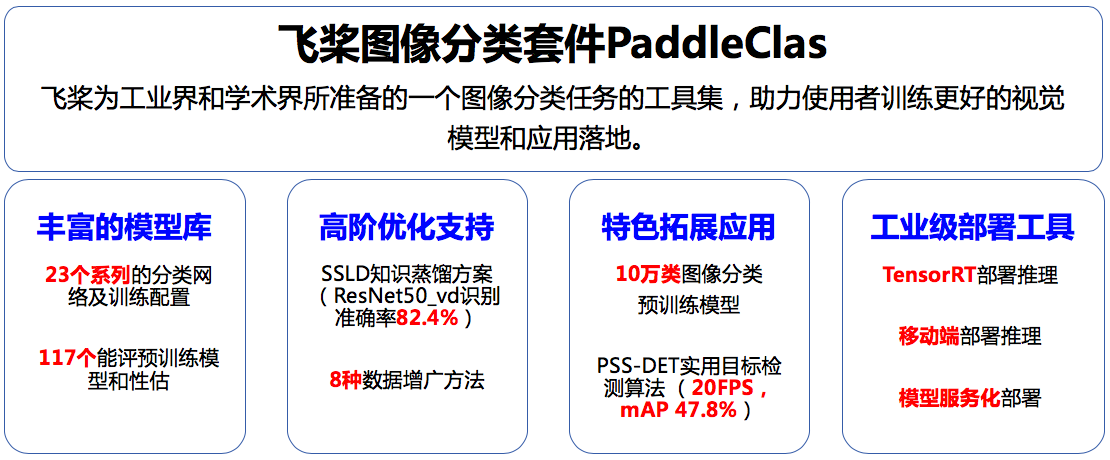 飞桨图像分类套件PaddleClas
飞桨为工业界和学术界所准备的一个图像分类任务的工具集，助力使用者训练更好的视觉
模型和应用落地。
丰富的模型库
23个系列的分类网
络及训练配置
117个能评预训练模
型和性估
高阶优化支持
SSLD知识蒸馏方案
（ResNet50_vd识别
准确率82.4%）
8种数据增广方法
特色拓展应用
10万类图像分类
预训练模型
PSS-DET实用目标检
测算法（20FPS，
mAP 47.8%）
工业级部署工具
TensorRT部署推理
移动端部署推理
模型服务化部署